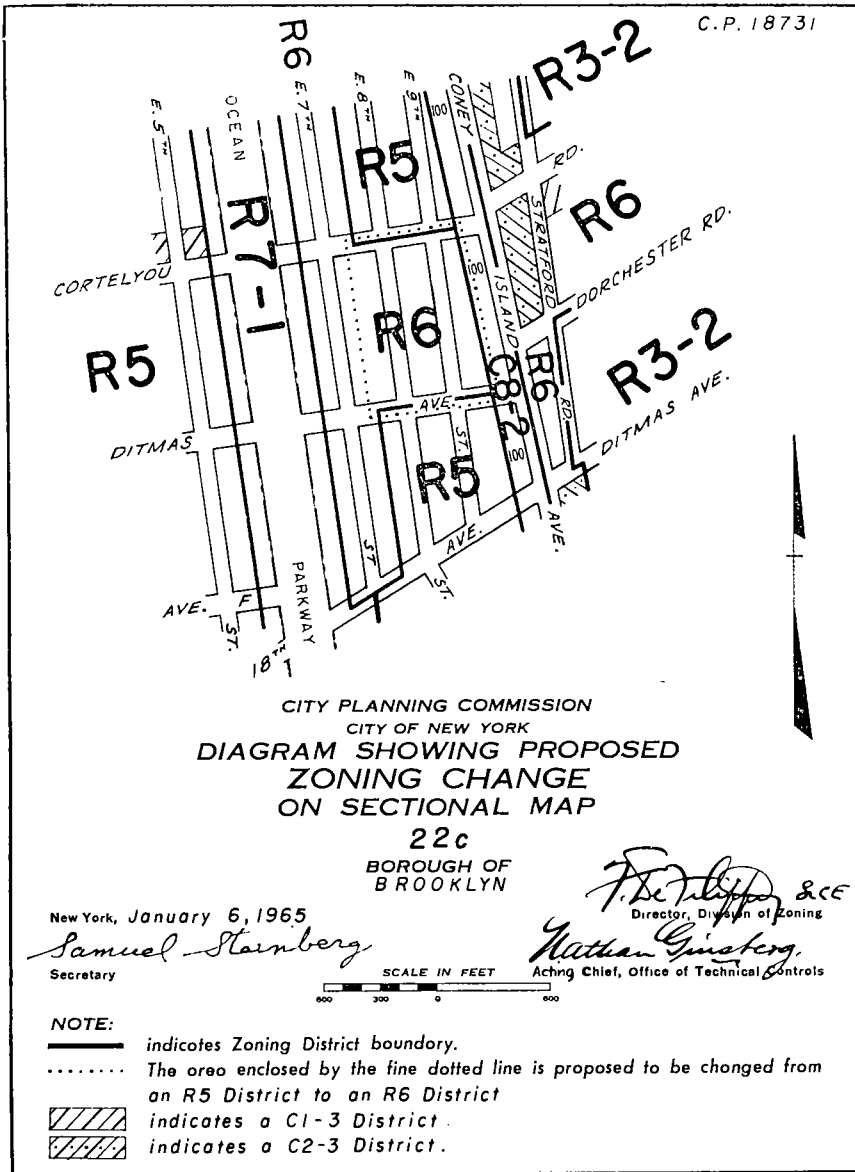 C.P. 18731
R6
R3-2
E. 5TH
OCEAN
E. 7TH
E. 8TH
E 9TH
100
CONEY
R5
RD.
R7-1
STRATFORD
R6
CORTELYOU
100
ISLAND
DORCHESTER RD.
R5
R6
C8-2
R6
R3-2
AVE.
RD.
DITMAS AVE.
DITMAS
ST.
R5
100
ST
AVE.
AVE.
ST.
PARKWAY
AVE. F
ST.
18TH
CITY PLANNING COMMISSION
CITY OF NEW YORK
DIAGRAM SHOWING PROPOSED
ZONING CHANGE
ON SECTIONAL MAP
22c
BOROUGH OF
BROOKLYN
New York, January 6, 1965
Director, Division of Zoning
Samuel Steinberg
Nathan Ginsberg.
Secretary
Acting Chief, Office of Technical Controls
SCALE IN FEET
600 300 0 600
NOTE:
indicates Zoning District boundary.
The oreo enclosed by the fine dotted line is proposed to be chonged from
an R5 District to an R6 District
indicates a C1-3 District.
indicates a C2-3 District.